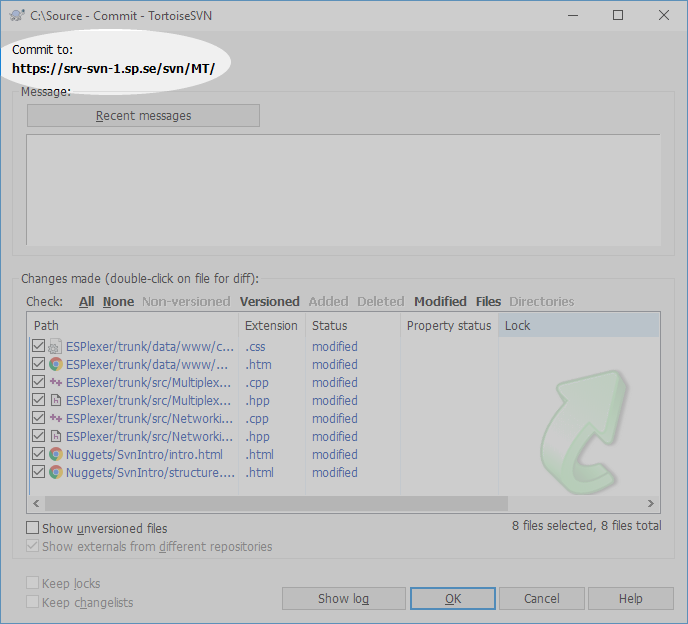 C:\Source - Commit - TortoiseSVN
Commit to:
https://srv-svn-1.sp.se/svn/MT/
Message:
Recent messages
Changes made (double-click on file for diff):
Check: All None Non-versioned Versioned Added Deleted Modified Files Directories
Path Extension Status Property status Lock
ESPlexer/trunk/data/www/c... .css modified
ESPlexer/trunk/data/www/... .htm modified
ESPlexer/trunk/src/Multiplex... .cpp modified
ESPlexer/trunk/src/Multiplex... .hpp modified
ESPlexer/trunk/src/Networki... .cpp modified
ESPlexer/trunk/src/Networki... .hpp modified
Nuggets/SvnIntro/intro.html .html modified
Nuggets/SvnIntro/structure.... .html modified
Show unversioned files
8 files selected, 8 files total
Show externals from different repositories
Keep locks
Keep changelists
Show log OK Cancel Help